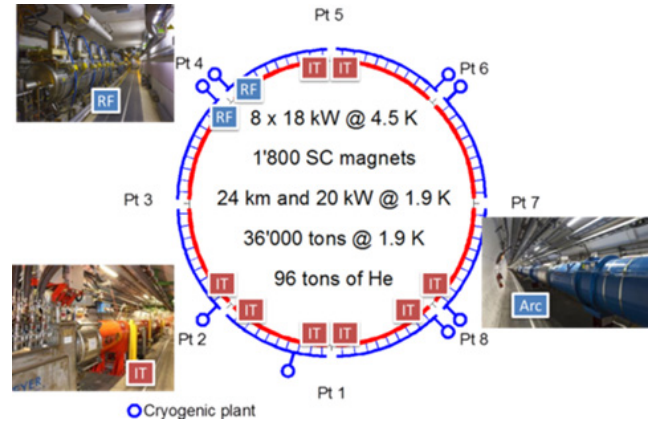 Pt 5
Pt 4
Pt 6
IT IT
RF
RF
RF
8 x 18 kW @ 4.5 K
1'800 SC magnets
Pt 3
24 km and 20 kW @ 1.9 K
Pt 7
36'000 tons @ 1.9 K
96 tons of He
IT
IT
IT
IT
Arc
IT IT
Pt 2
Pt 8
IT
Pt 1
Cryogenic plant